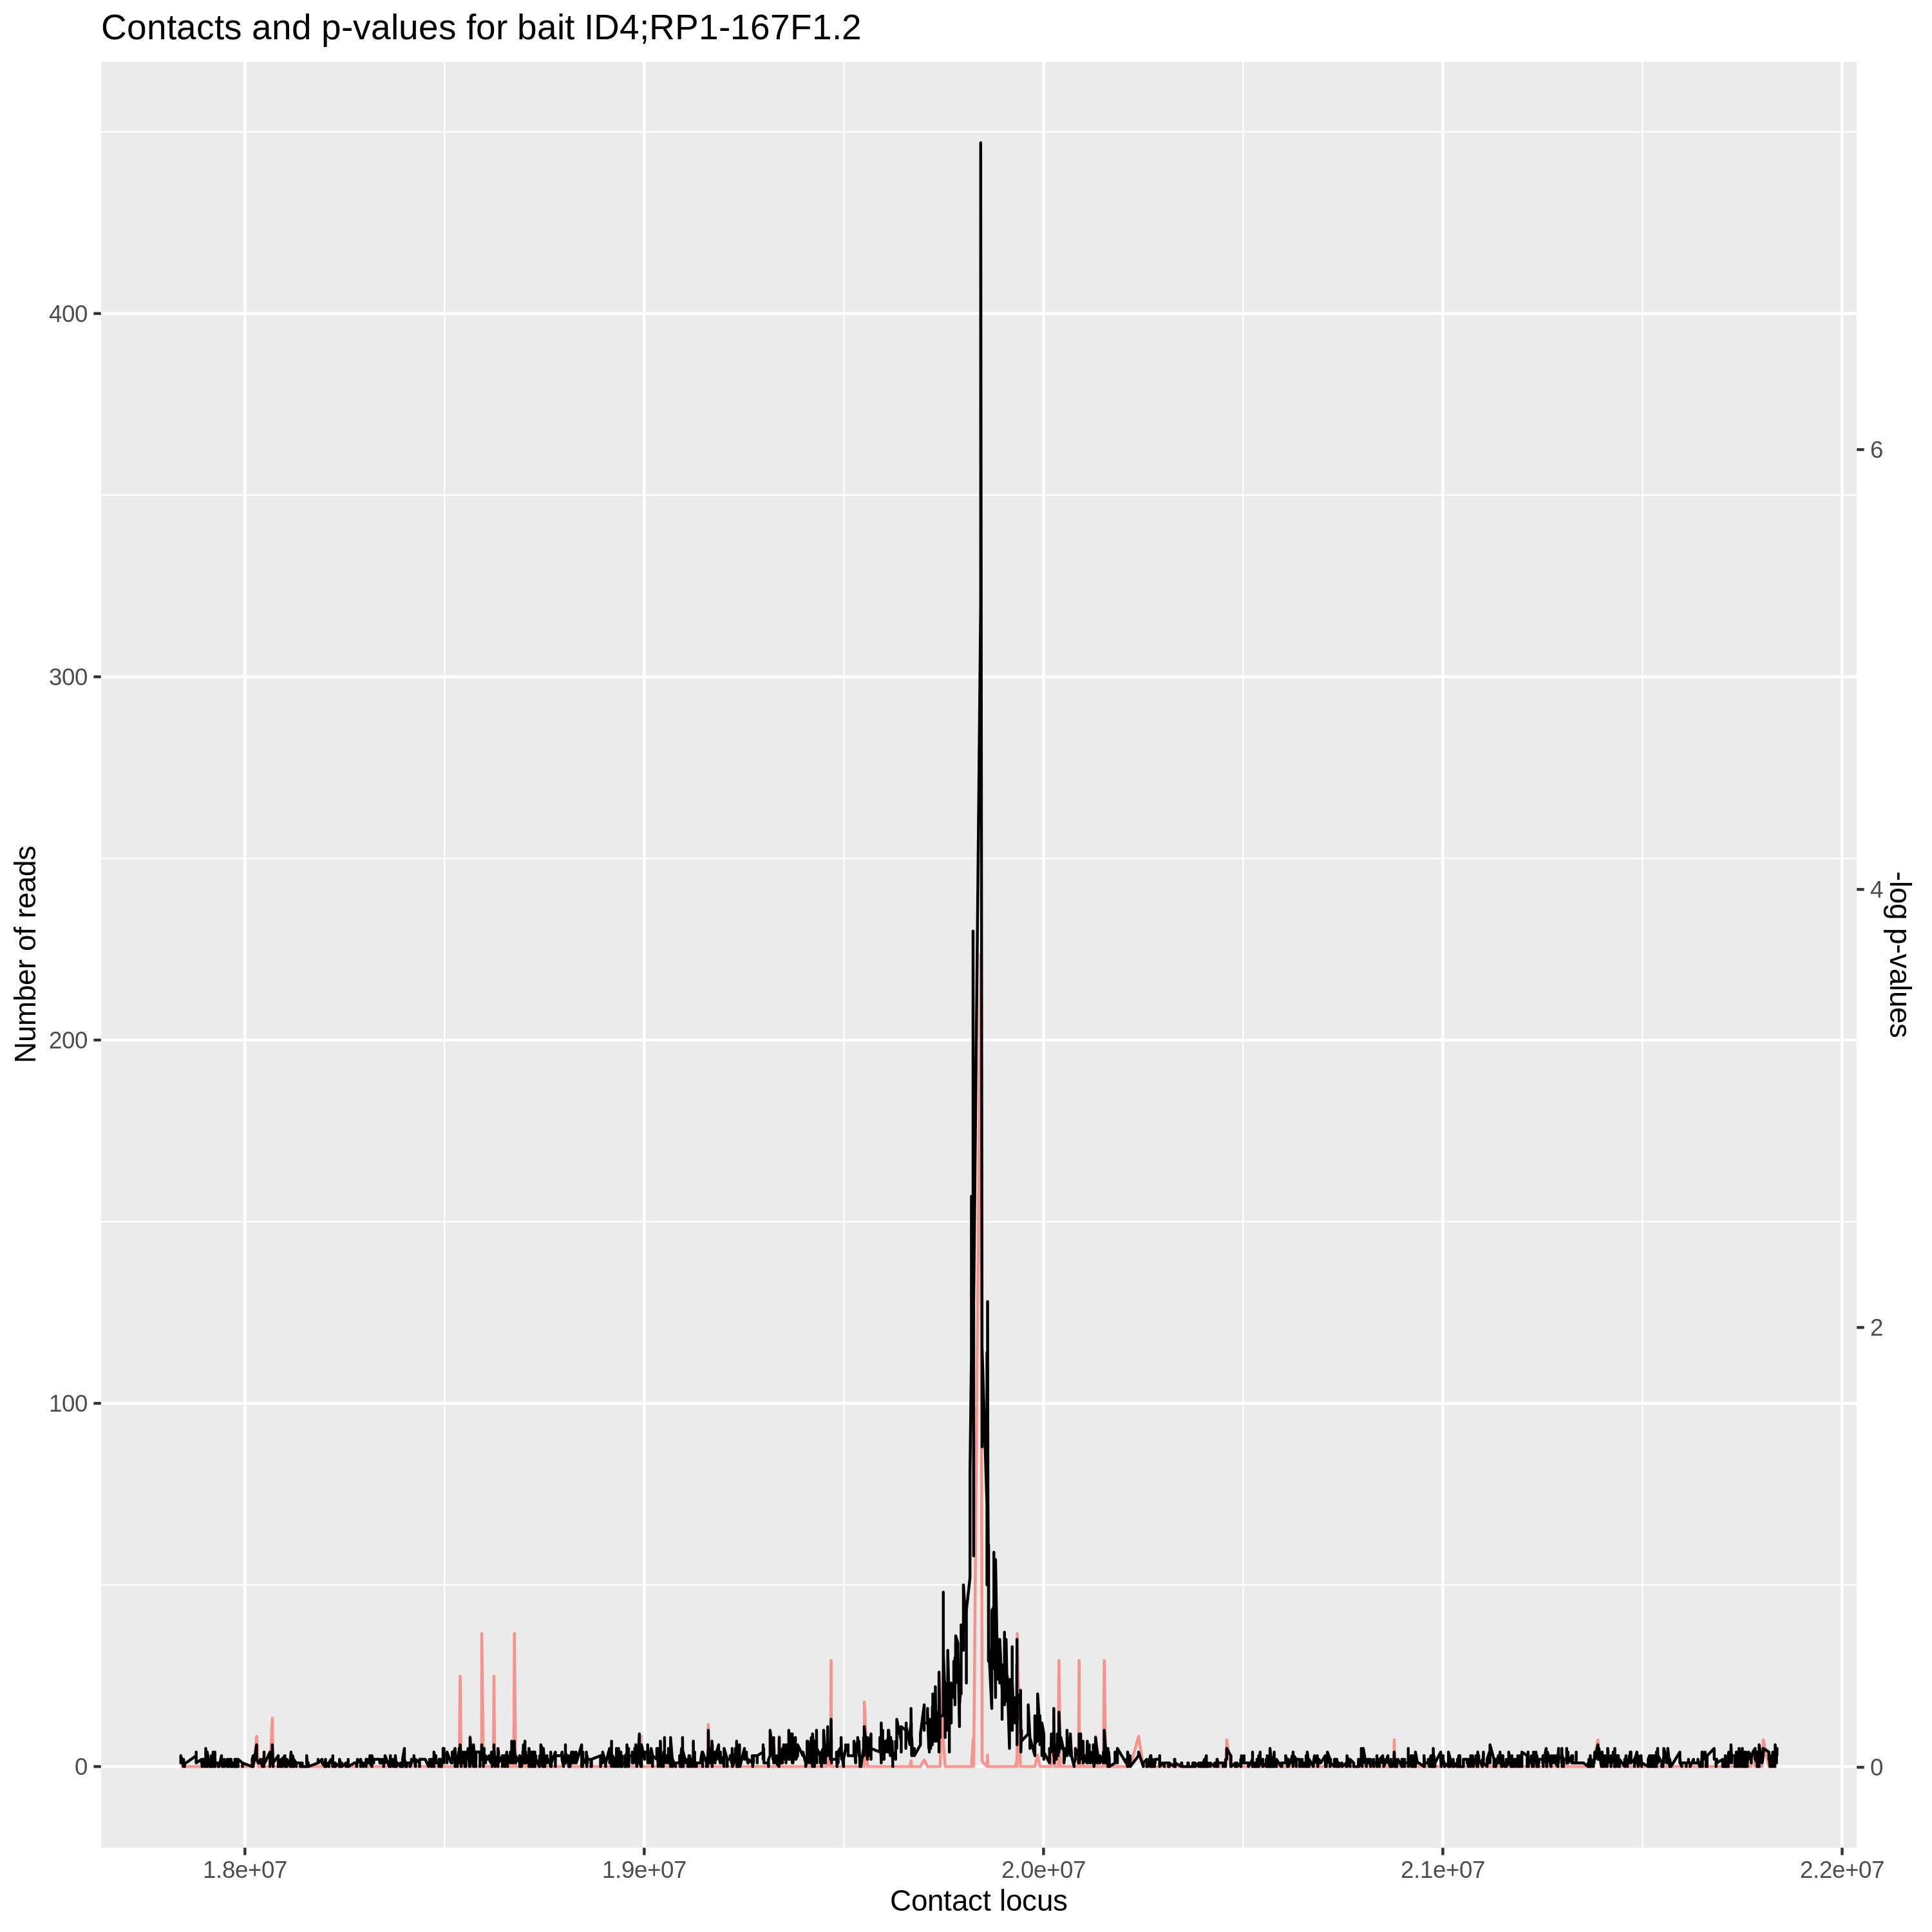 Contacts and p-values for bait ID4;RP1-167F1.2
400
300
200
100
0
Number of reads
6
4
2
0
-log p-values
1.8e+07
1.9e+07
2.0e+07
2.1e+07
2.2e+07
Contact locus